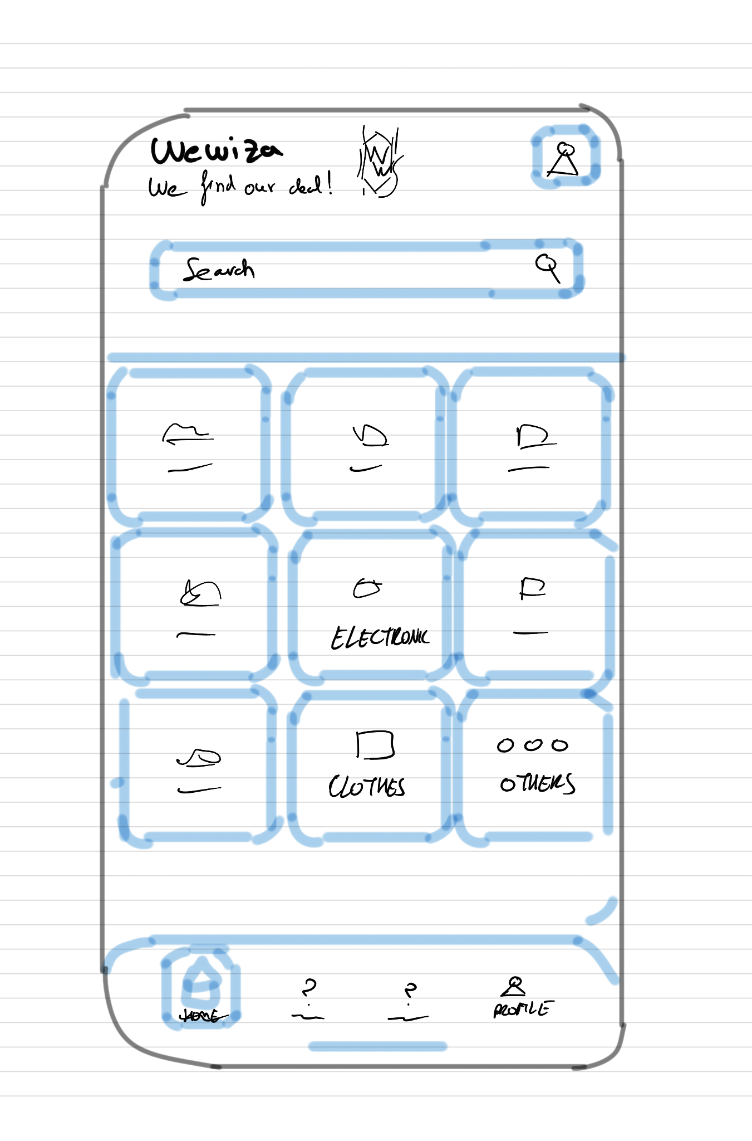 Wewiza
We find our deal!
W
W
Search
ELECTRONIC
CLOTHES
OTHERS
HOME
?
?
PROFILE